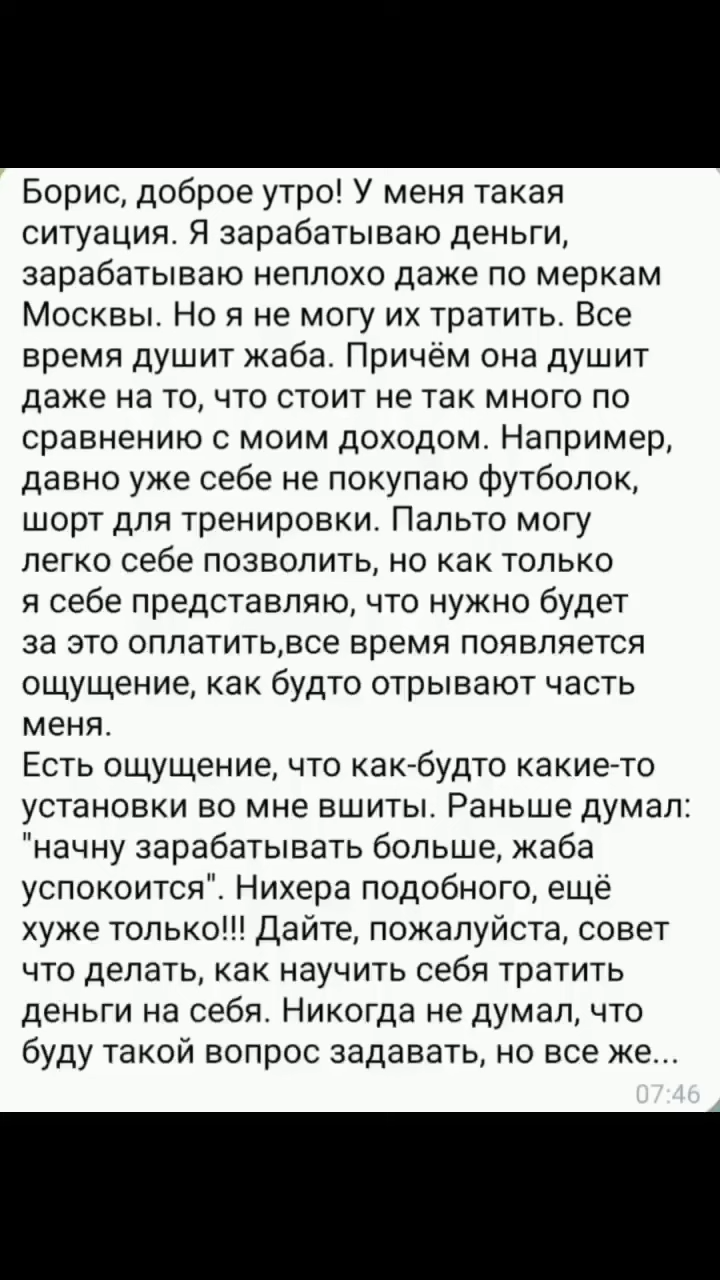 Борис, доброе утро! У меня такая
ситуация. Я зарабатываю деньги,
зарабатываю неплохо даже по меркам
Москвы. Но я не могу их тратить. Все
время душит жаба. Причём она душит
даже на то, что стоит не так много по
сравнению с моим доходом. Например,
давно уже себе не покупаю футболок,
шорт для тренировки. Пальто могу
легко себе позволить, но как только
я себе представляю, что нужно будет
за это оплатить,все время появляется
ощущение, как будто отрывают часть
меня.
Есть ощущение, что как-будто какие-то
установки во мне вшиты. Раньше думал:
"начну зарабатывать больше, жаба
успокоится". Нихера подобного, ещё
хуже только!!! Дайте, пожалуйста, совет
что делать, как научить себя тратить
деньги на себя. Никогда не думал, что
буду такой вопрос задавать, но все же...
07:46